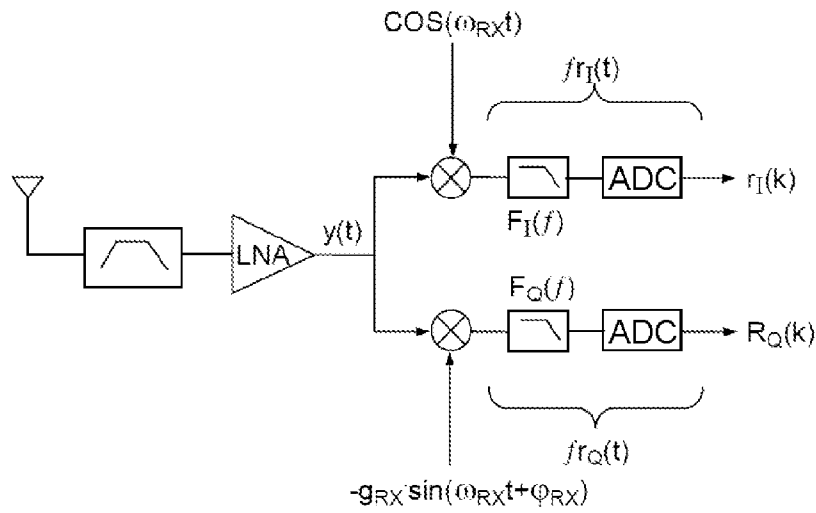 COS(ωRXt)
frI(t)
ADC
rI(k)
FI(f)
y(t)
LNA
FQ(f)
ADC
RQ(k)
frQ(t)
-gRX·sin(ωRXt+φRX)